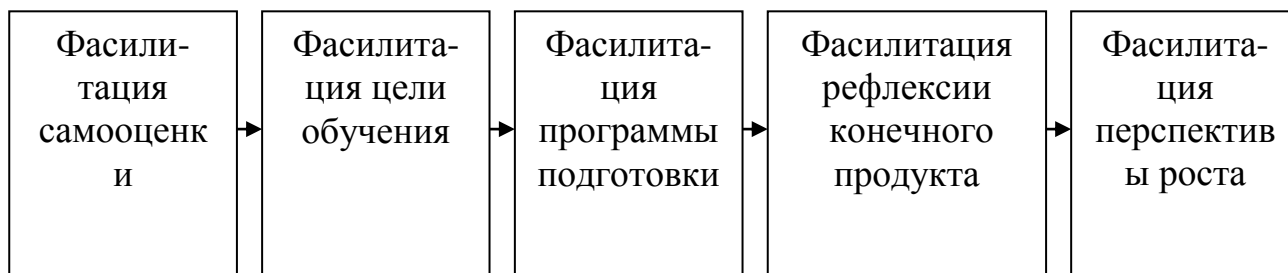 Фасили-
тация
самооценк
и
Фасилита-
ция цели
обучения
Фасилита-
ция
программы
подготовки
Фасилитация
рефлексии
конечного
продукта
Фасилита-
ция
перспектив
ы роста